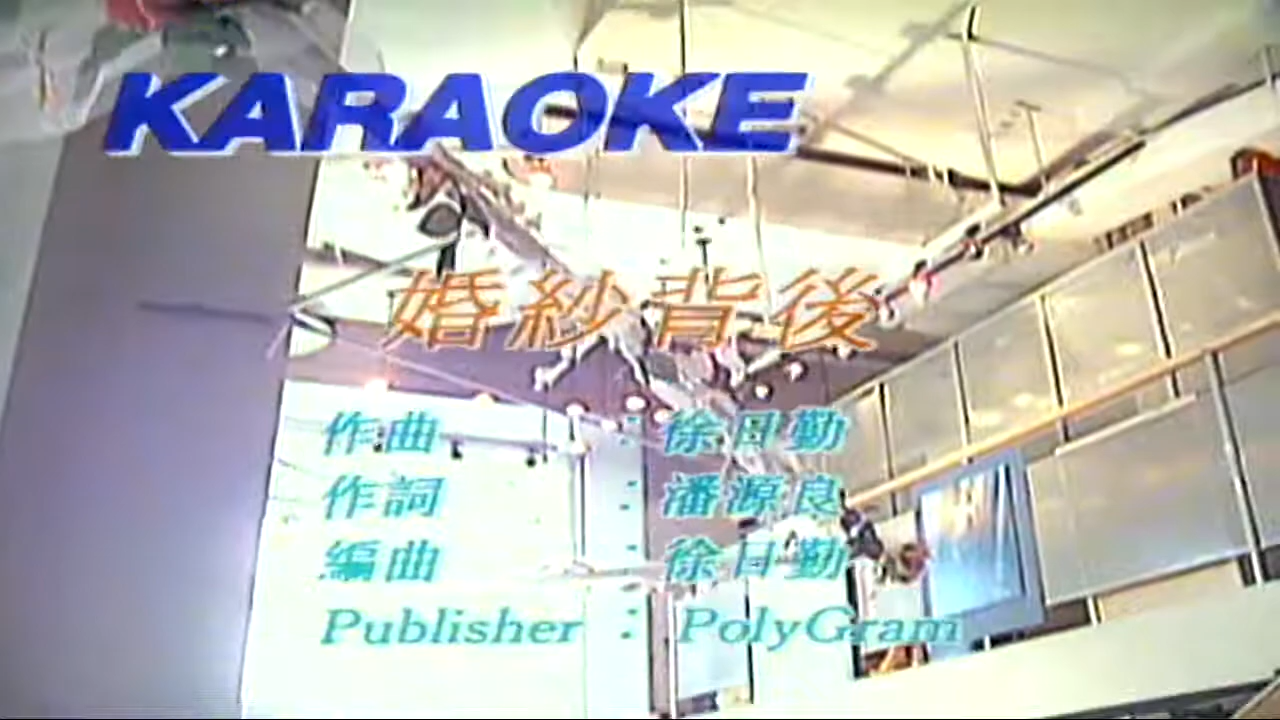 KARAOKE
婚紗背後
作曲 : 徐日勤
作詞 : 潘源良
編曲 : 徐日勤
Publisher : PolyGram